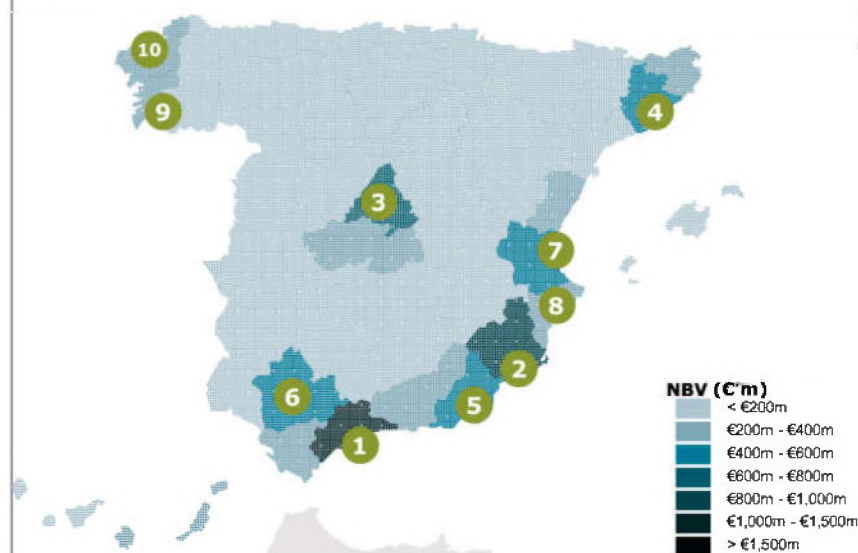 10
9
4
3
7
8
2
6
5
1
NBV (€'m)
< €200m
€200m - €400m
€400m - €600m
€600m - €800m
€800m - €1,000m
€1,000m - €1,500m
> €1,500m